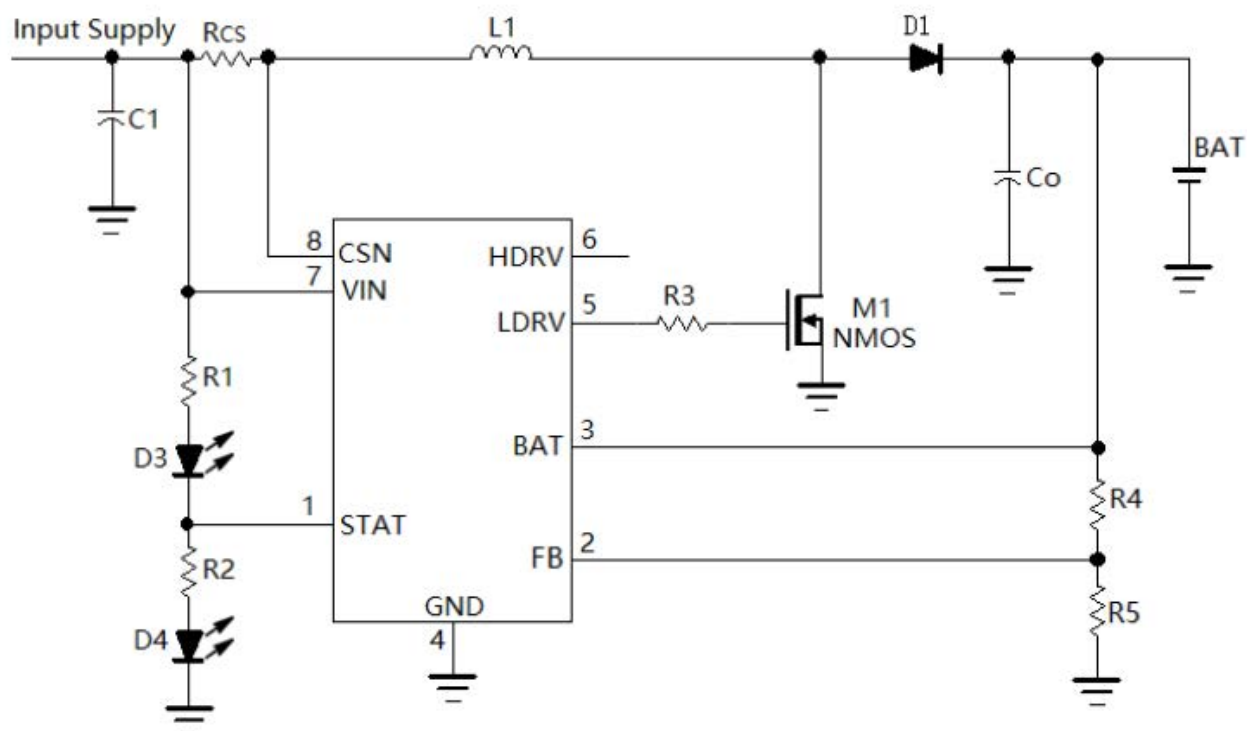 Input Supply
Rcs
L1
D1
C1
Co
BAT
8
CSN
7
VIN
HDRV
6
LDRV
5
R3
M1
NMOS
R1
D3
BAT
3
1
STAT
R4
FB
2
R2
GND
4
R5
D4